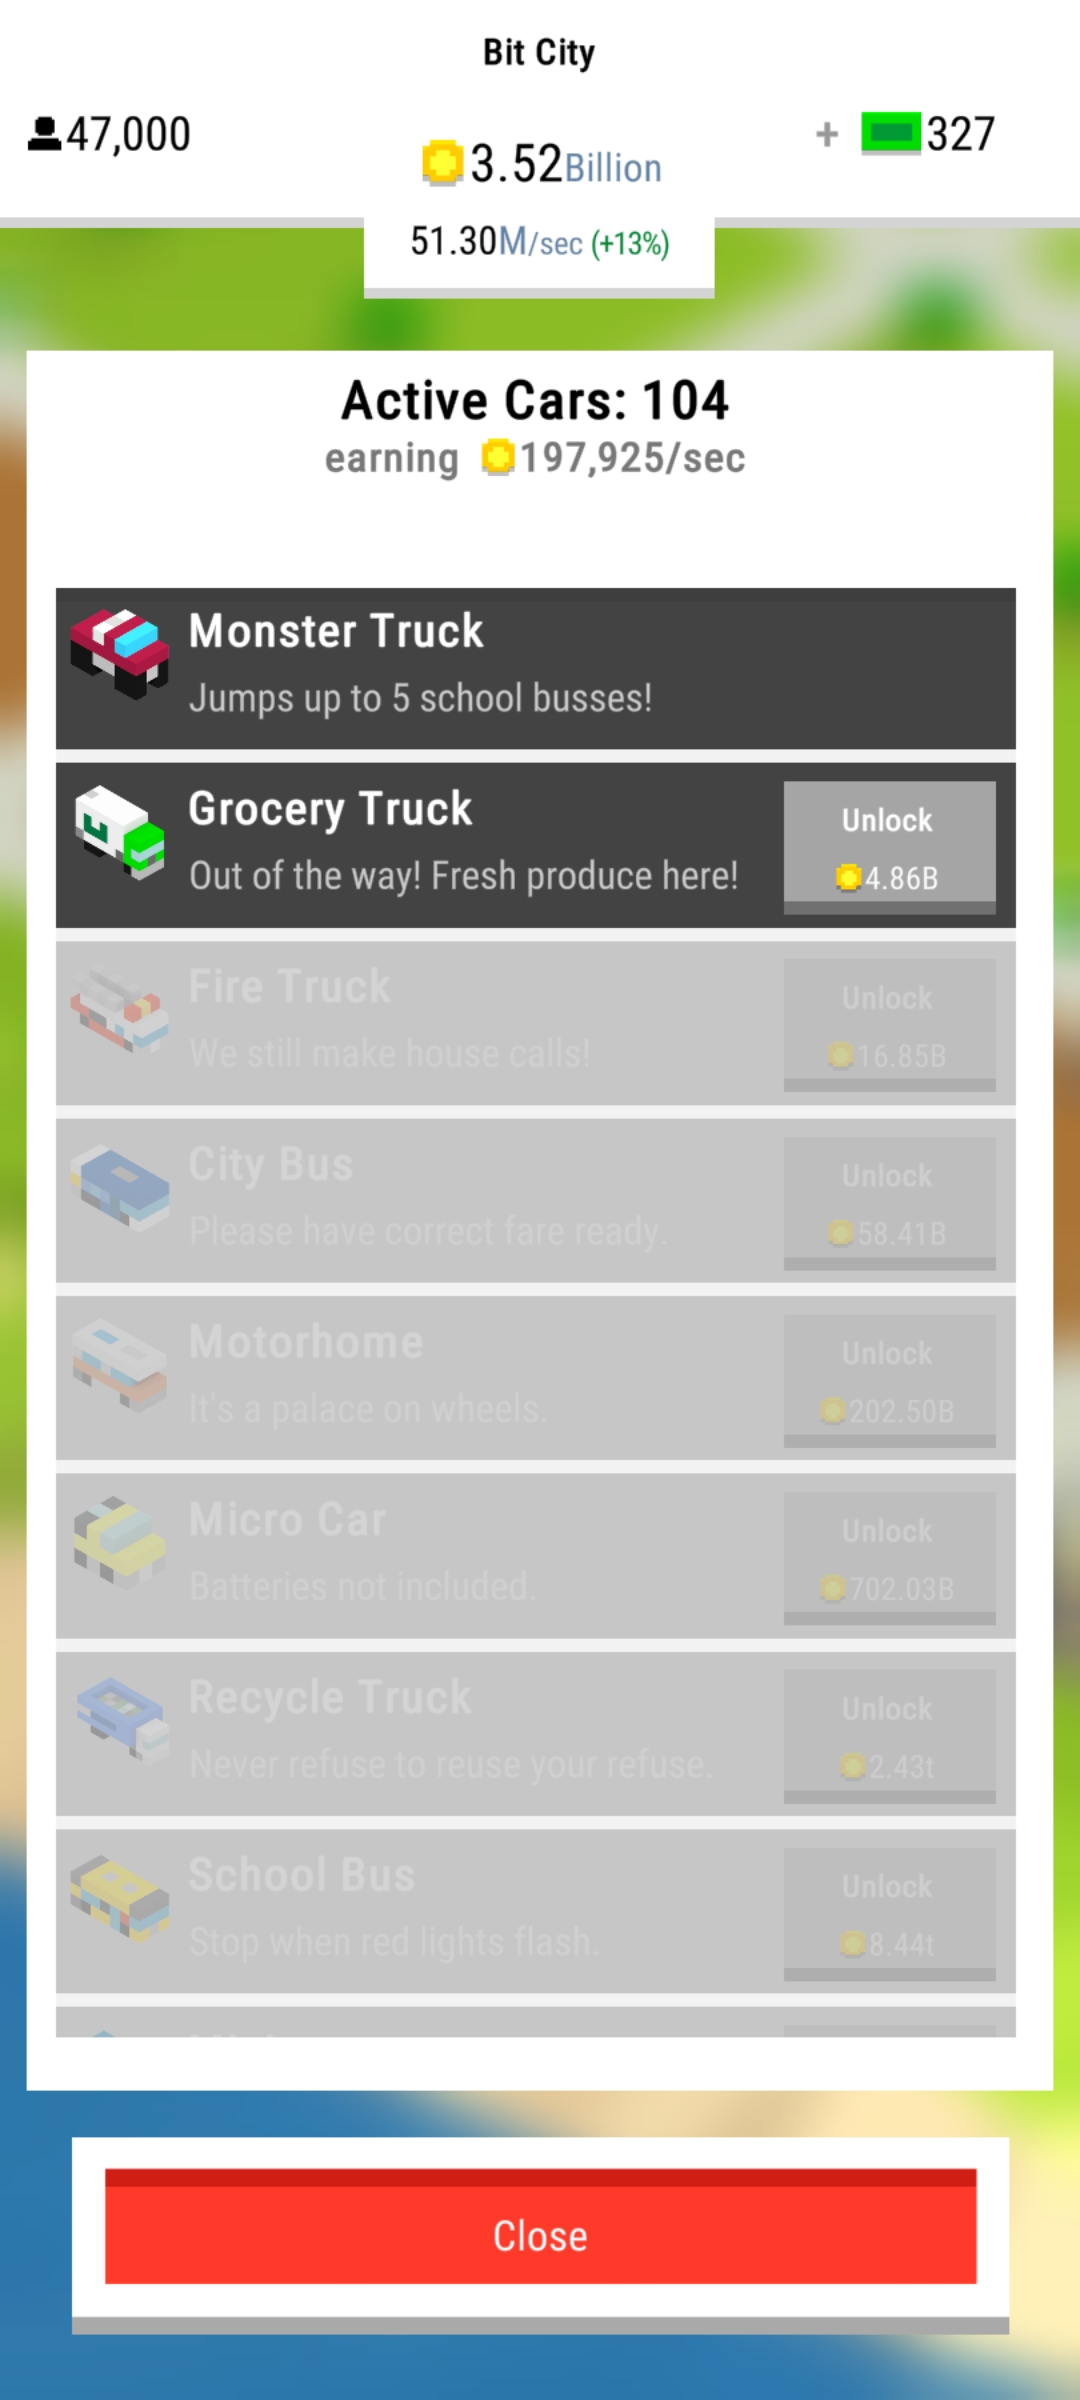 Bit City
47,000
3.52Billion
+ 327
51.30M/sec (+13%)
Active Cars: 104
earning 197,925/sec
Monster Truck
Jumps up to 5 school busses!
Grocery Truck
Out of the way! Fresh produce here!
Unlock
4.86B
Fire Truck
We still make house calls!
Unlock
16.85B
City Bus
Please have correct fare ready.
Unlock
58.41B
Motorhome
It's a palace on wheels.
Unlock
202.50B
Micro Car
Batteries not included.
Unlock
702.03B
Recycle Truck
Never refuse to reuse your refuse.
Unlock
2.43t
School Bus
Stop when red lights flash.
Unlock
8.44t
Close